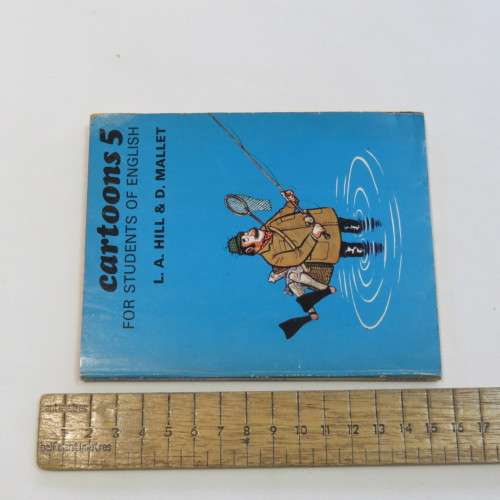 cartoons 5
FOR STUDENTS OF ENGLISH
L. A. HILL & D. MALLET
1 2 3 4 5 6 7 8 9 10 11 12 13 14 15 16 17